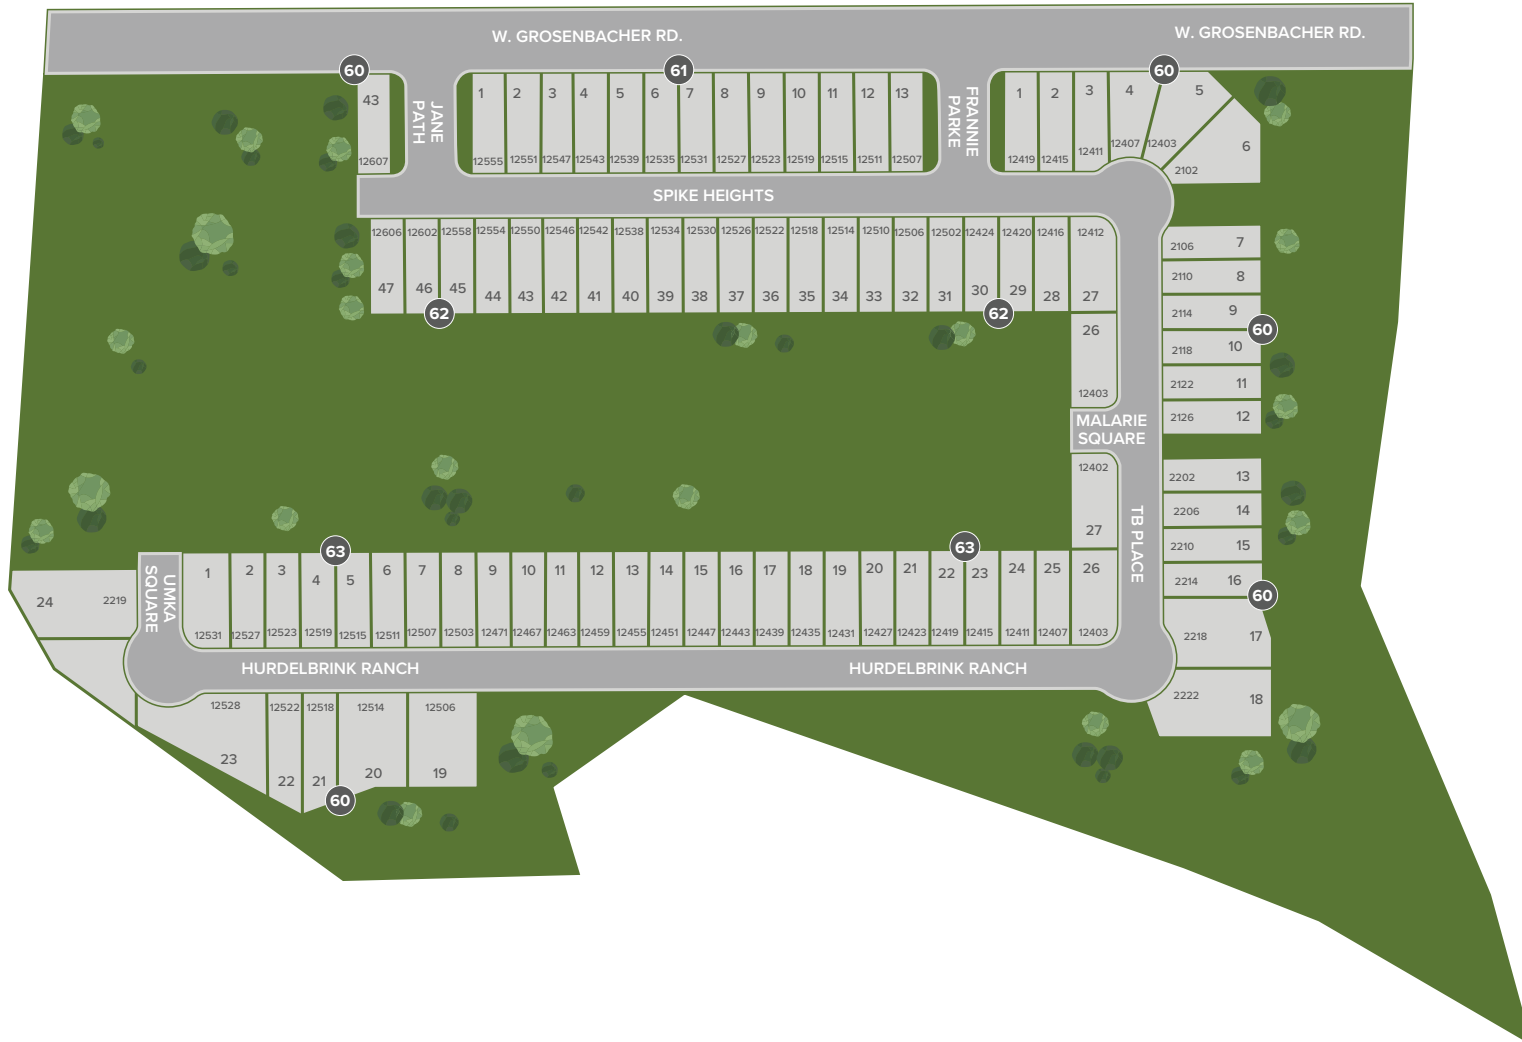 W. GROSENBACHER RD.
W. GROSENBACHER RD.
60
61
60
43
12607
JANE
PATH
1 2 3 4 5 6 7 8 9 10 11 12 13
12555 12551 12547 12543 12539 12535 12531 12527 12523 12519 12515 12511 12507
FRANNIE
PARKE
1 2 3 4 5
12419 12415 12411 12407 12403
6
2102
SPIKE HEIGHTS
12606 12602 12558 12554 12550 12546 12542 12538 12534 12530 12526 12522 12518 12514 12510 12506 12502 12424 12420 12416 12412
47 46 45 44 43 42 41 40 39 38 37 36 35 34 33 32 31 30 29 28 27
62
62
26
12403
MALARIE
SQUARE
12402
27
TB PLACE
2106 7
2110 8
2114 9
60
2118 10
2122 11
2126 12
2202 13
2206 14
2210 15
2214 16
60
2218 17
2222 18
63
63
1 2 3 4 5 6 7 8 9 10 11 12 13 14 15 16 17 18 19 20 21 22 23 24 25 26
12531 12527 12523 12519 12515 12511 12507 12503 12471 12467 12463 12459 12455 12451 12447 12443 12439 12435 12431 12427 12423 12419 12415 12411 12407 12403
UMKA
SQUARE
24 2219
HURDELBRINK RANCH
HURDELBRINK RANCH
12528 12522 12518 12514 12506
23 22 21 20 19
60